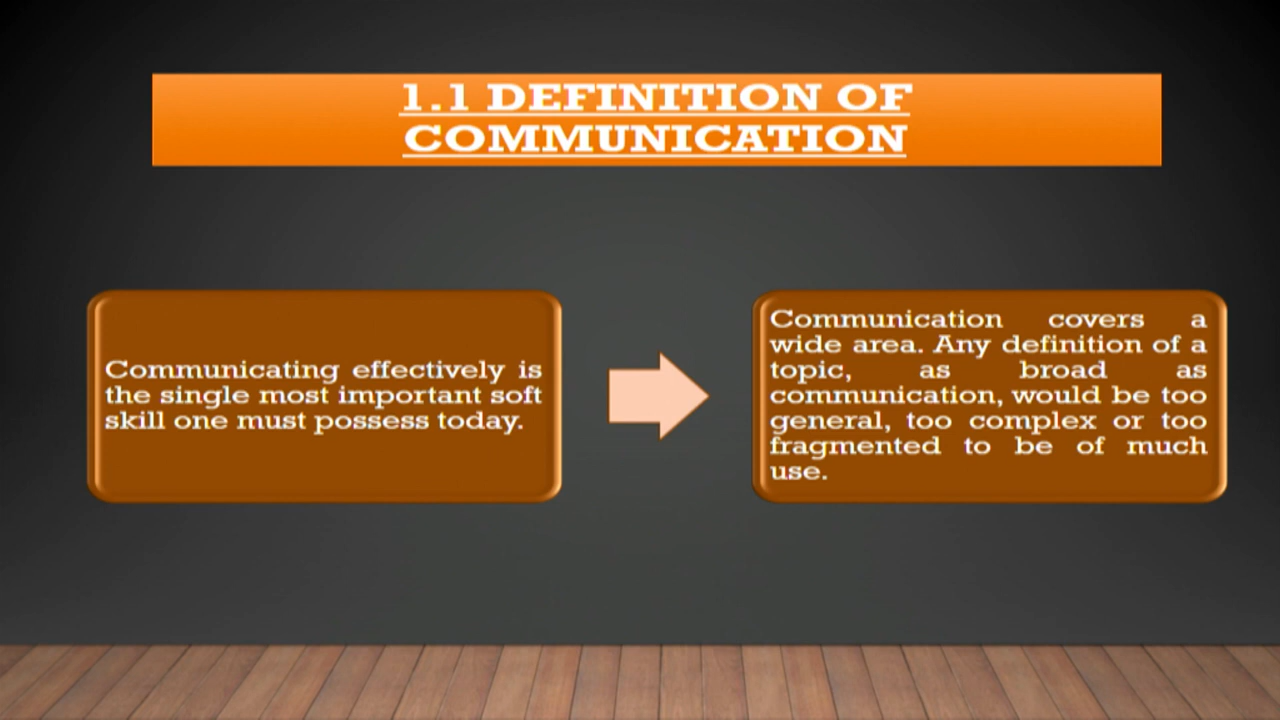 1.1 DEFINITION OF
COMMUNICATION
Communicating effectively is
the single most important soft
skill one must possess today.
Communication covers a
wide area. Any definition of a
topic, as broad as
communication, would be too
general, too complex or too
fragmented to be of much
use.